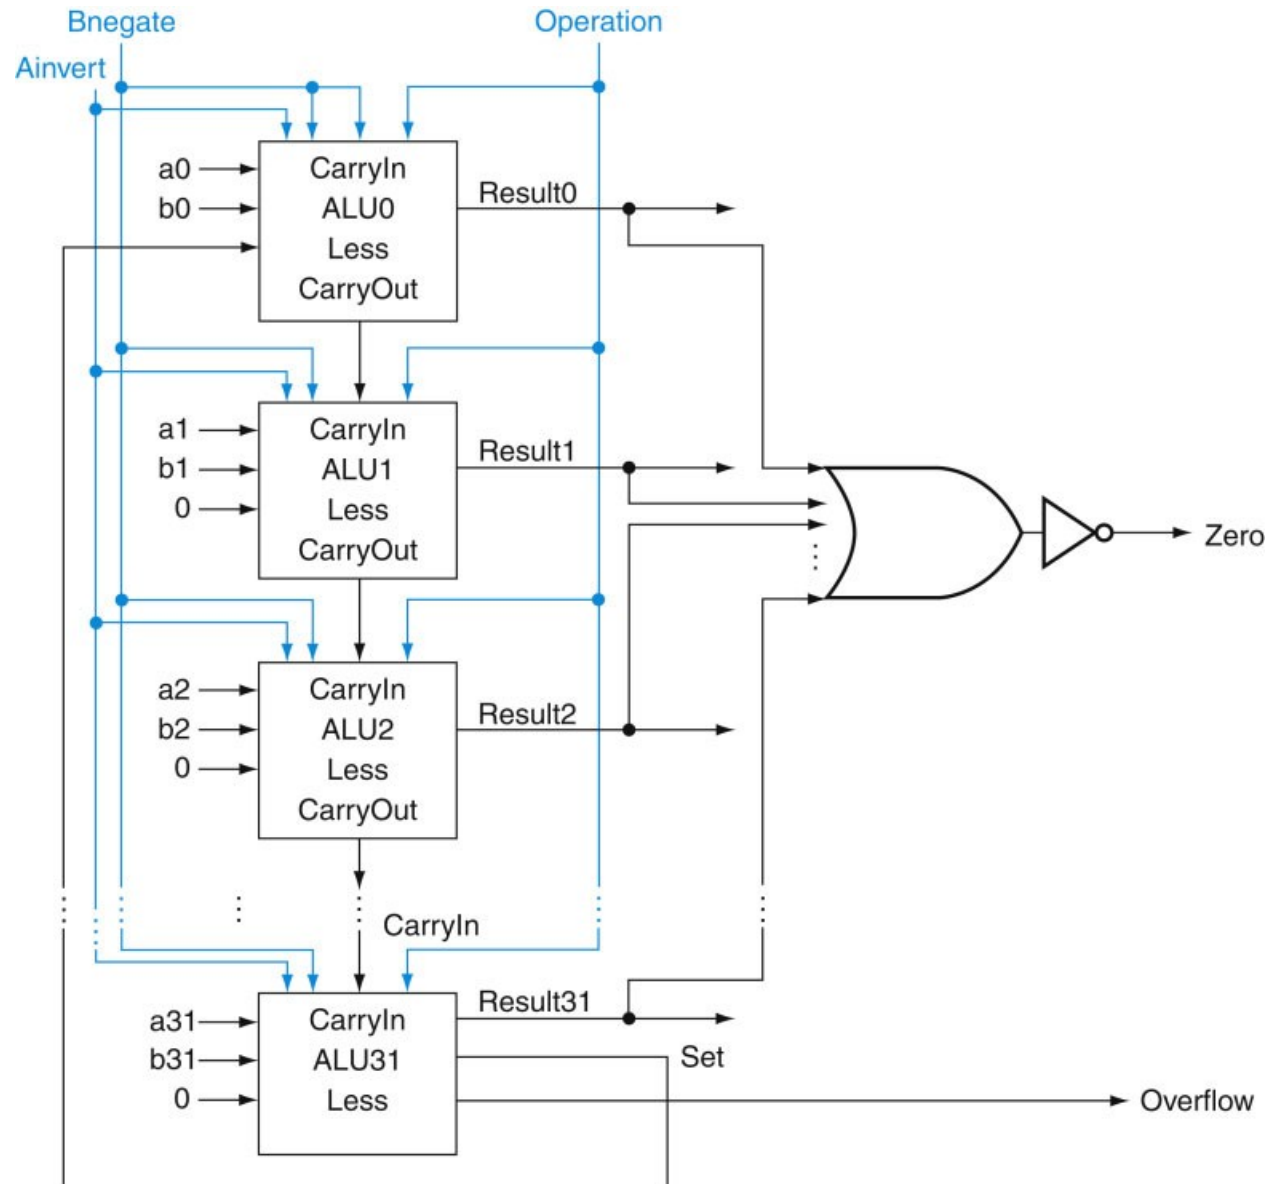 Bnegate
Operation
Ainvert
a0
b0
CarryIn
ALU0
Less
CarryOut
Result0
a1
b1
0
CarryIn
ALU1
Less
CarryOut
Result1
Zero
a2
b2
0
CarryIn
ALU2
Less
CarryOut
Result2
CarryIn
a31
b31
0
CarryIn
ALU31
Less
Result31
Set
Overflow